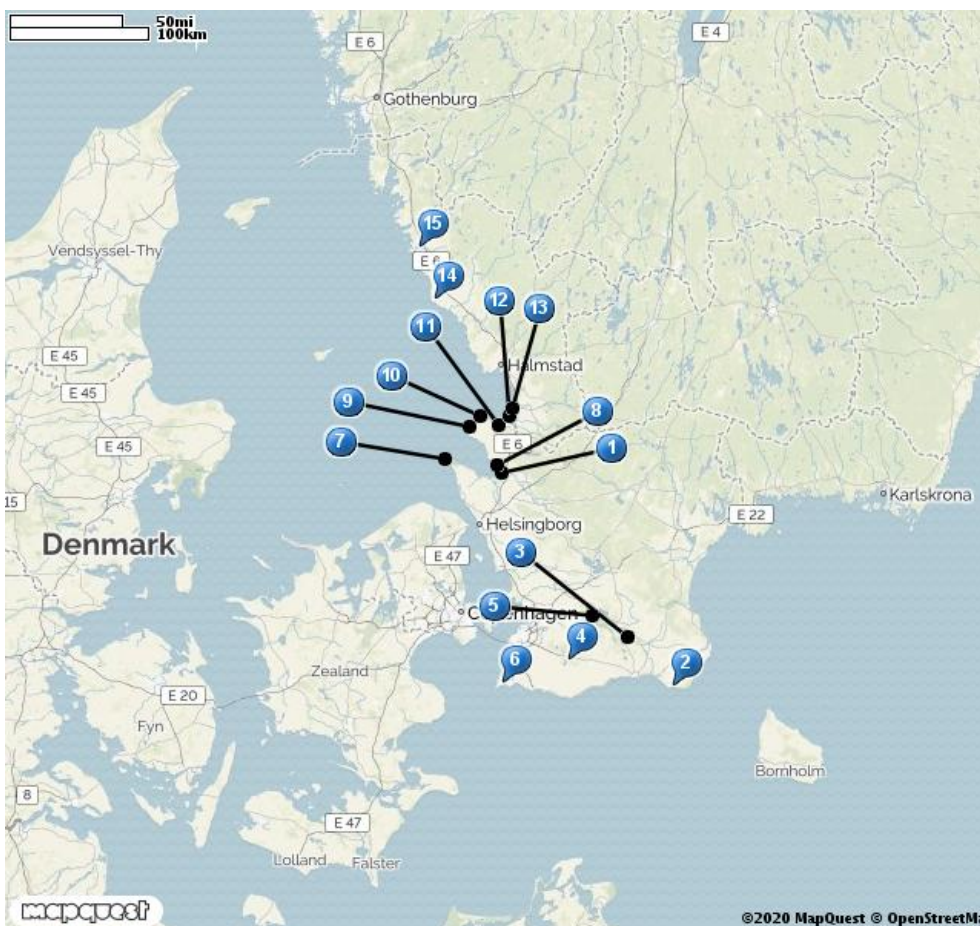 50mi
100km
E 6
E 4
Gothenburg
15
Vendsyssel-Thy
E 6
14
12
13
11
E 45
Halmstad
10
E 45
9
8
7
E 6
1
E 45
15
Karlskrona
E 22
Helsingborg
Denmark
3
E 47
5
C
enhagen
4
6
2
Zealand
E 20
Fyn
Bornholm
8
E 47
Lolland
Falster
mapquest
©2020 MapQuest © OpenStreetMa